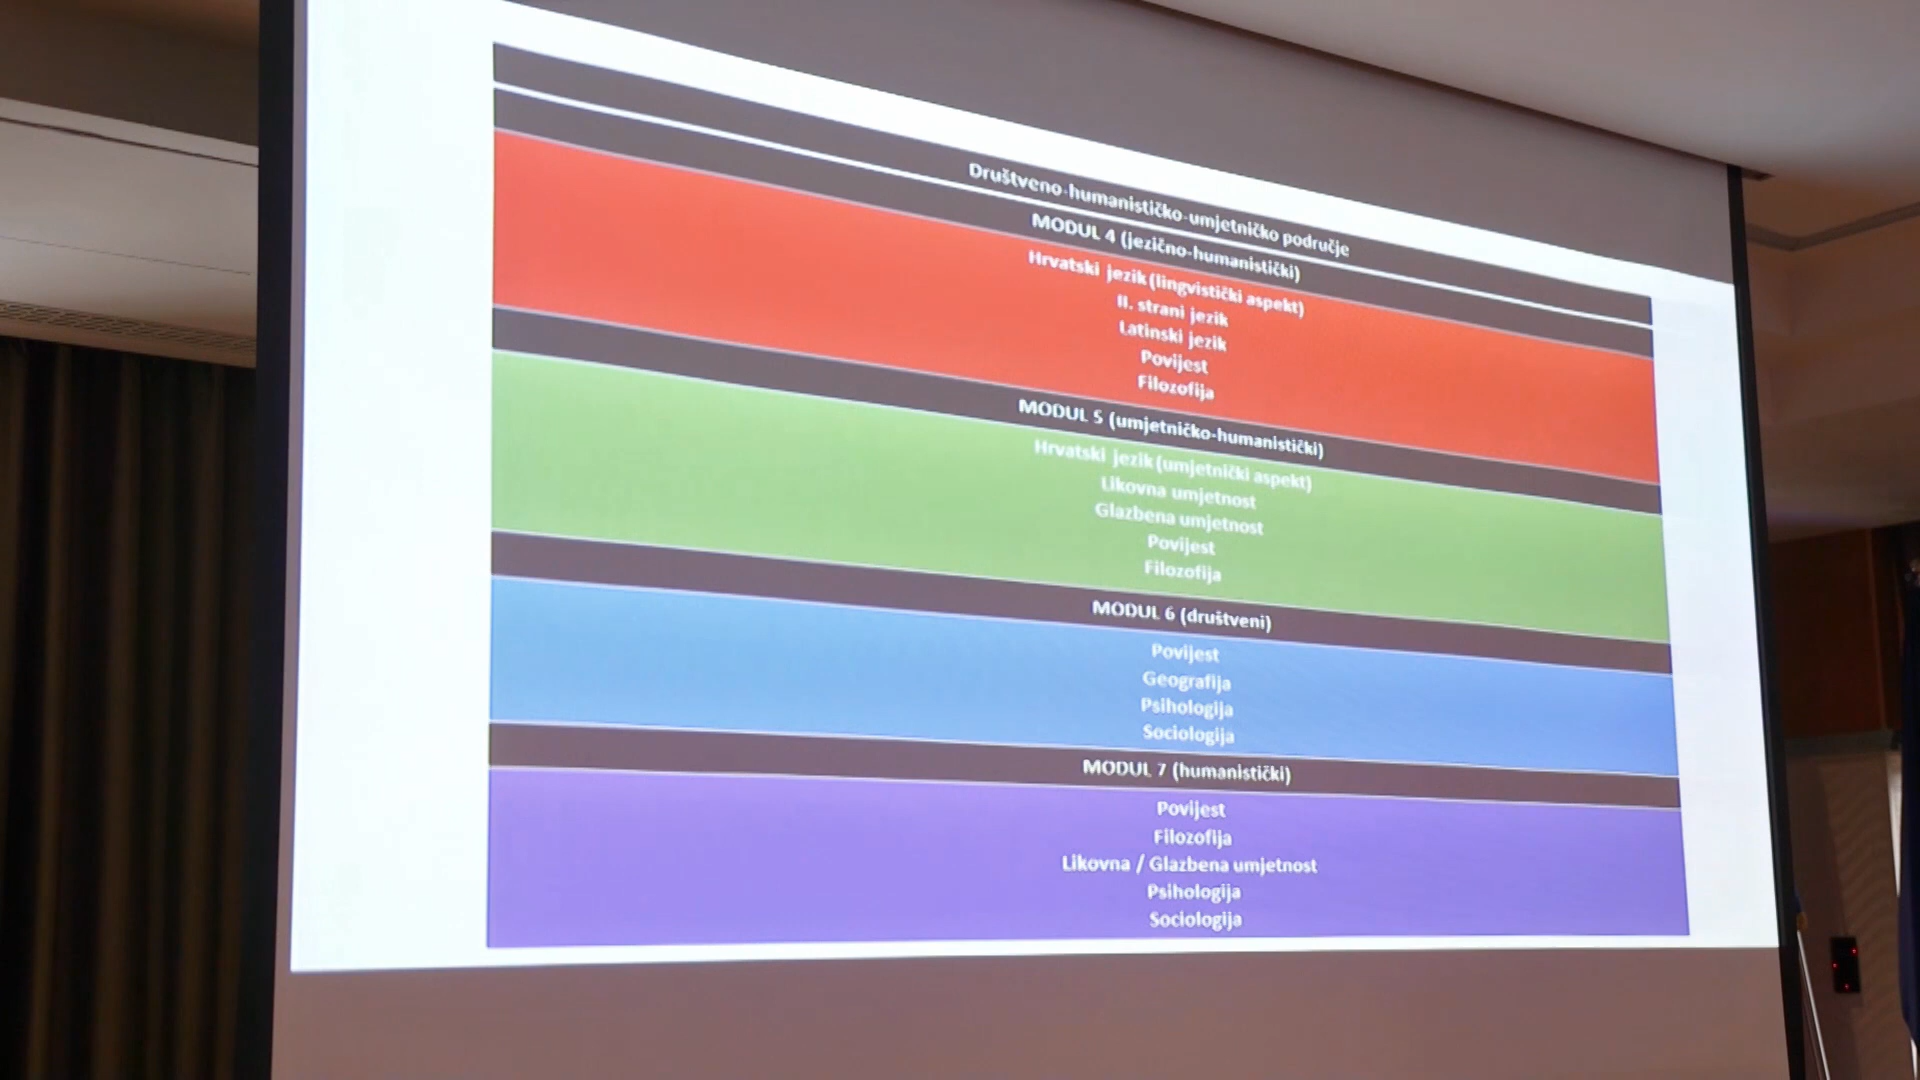 Društveno-humanističko-umjetničko područje
MODUL 4 (jezično-humanistički)
Hrvatski jezik (lingvistički aspekt)
II. strani jezik
Latinski jezik
Povijest
Filozofija
MODUL 5 (umjetničko-humanistički)
Hrvatski jezik (umjetnički aspekt)
Likovna umjetnost
Glazbena umjetnost
Povijest
Filozofija
MODUL 6 (društveni)
Povijest
Geografija
Psihologija
Sociologija
MODUL 7 (humanistički)
Povijest
Filozofija
Likovna / Glazbena umjetnost
Psihologija
Sociologija